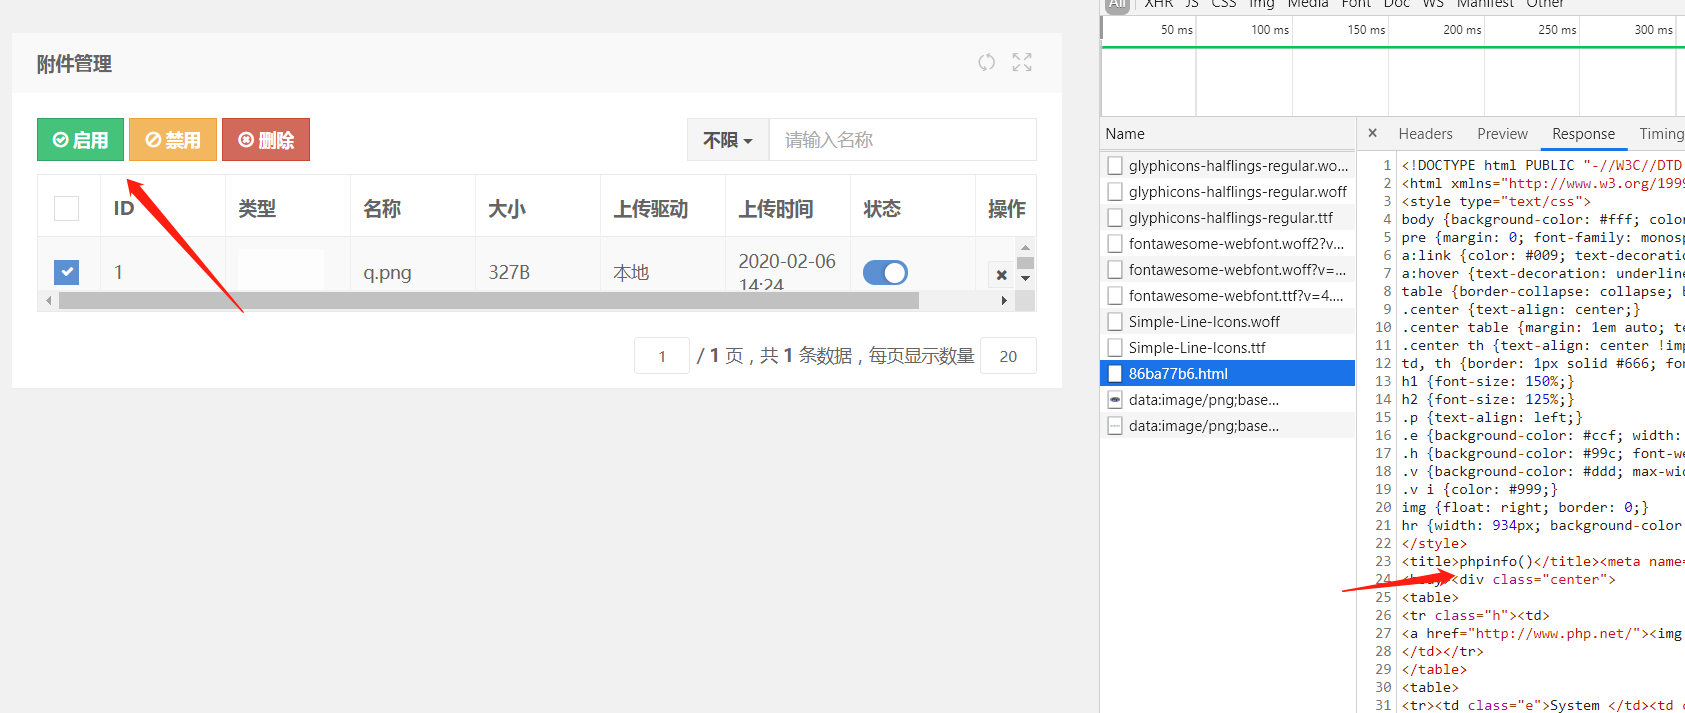 All XHR JS CSS Img Media Font Doc WS Manifest Other
50 ms 100 ms 150 ms 200 ms 250 ms 300 ms
附件管理
启用 禁用 删除 不限 请输入名称
ID 类型 名称 大小 上传驱动 上传时间 状态 操作
1 q.png 327B 本地 2020-02-06
14:24
1 / 1 页，共 1 条数据，每页显示数量 20
Name
glyphicons-halflings-regular.wo...
glyphicons-halflings-regular.woff
glyphicons-halflings-regular.ttf
fontawesome-webfont.woff2?v...
fontawesome-webfont.woff?v=...
fontawesome-webfont.ttf?v=4....
Simple-Line-Icons.woff
Simple-Line-Icons.ttf
86ba77b6.html
data:image/png;base...
data:image/png;base...
× Headers Preview Response Timing
1 <!DOCTYPE html PUBLIC "-//W3C//DTD
2 <html xmlns="http://www.w3.org/1999
3 <style type="text/css">
4 body {background-color: #fff; color
5 pre {margin: 0; font-family: monosp
6 a:link {color: #009; text-decoratio
7 a:hover {text-decoration: underline
8 table {border-collapse: collapse; b
9 .center {text-align: center;}
10 .center table {margin: 1em auto; te
11 .center th {text-align: center !imp
12 td, th {border: 1px solid #666; fon
13 h1 {font-size: 150%;}
14 h2 {font-size: 125%;}
15 .p {text-align: left;}
16 .e {background-color: #ccf; width:
17 .h {background-color: #99c; font-we
18 .v {background-color: #ddd; max-wid
19 .v i {color: #999;}
20 img {float: right; border: 0;}
21 hr {width: 934px; background-color
22 </style>
23 <title>phpinfo()</title><meta name=
24 <body><div class="center">
25 <table>
26 <tr class="h"><td>
27 <a href="http://www.php.net/"><img
28 </td></tr>
29 </table>
30 <table>
31 <tr><td class="e">System </td><td c